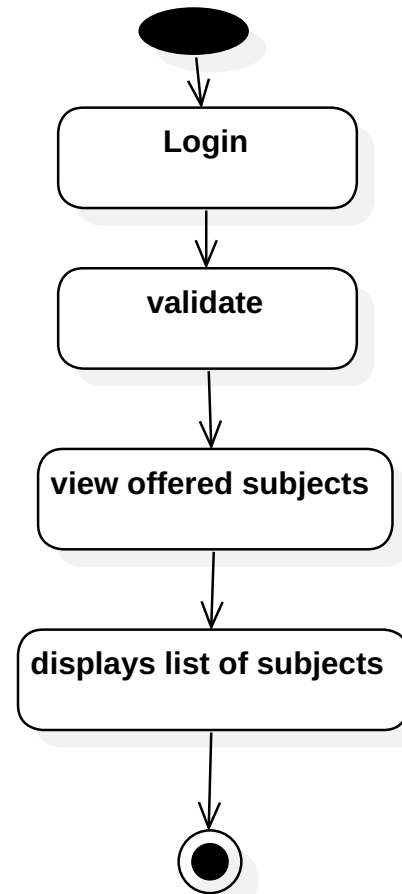 Login
validate
view offered subjects
displays list of subjects